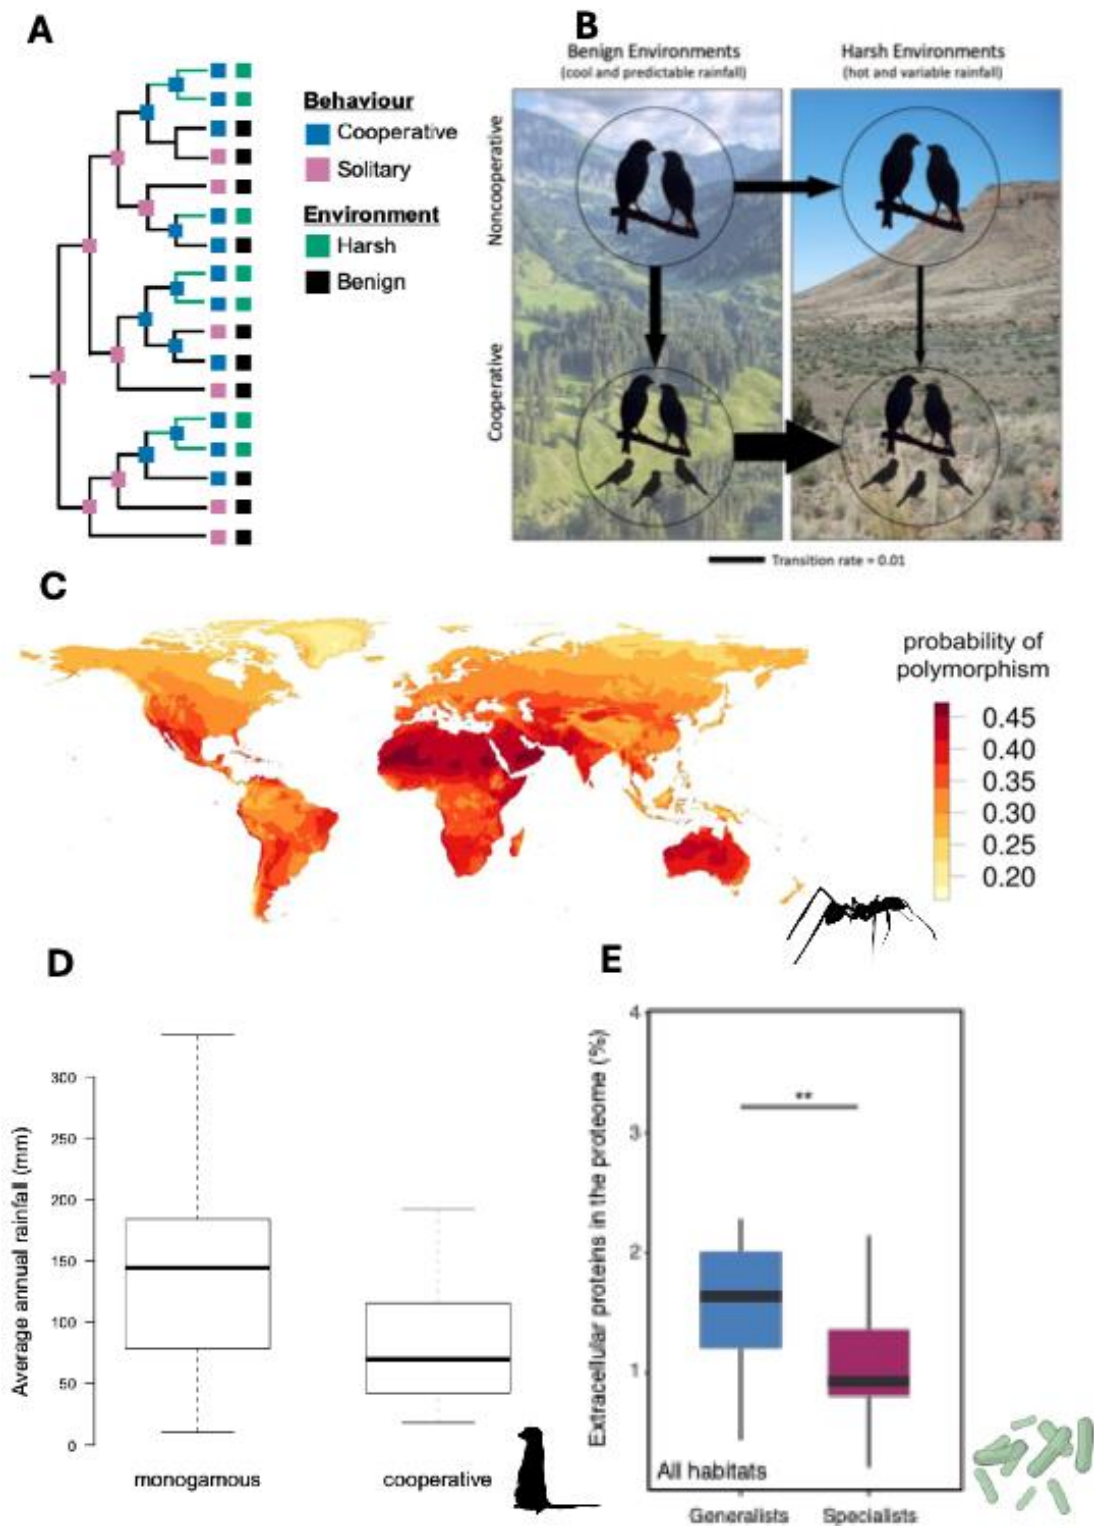 A
Behaviour
Cooperative
Solitary
Environment
Harsh
Benign
B
Benign Environments
(cool and predictable rainfall)
Harsh Environments
(hot and variable rainfall)
Noncooperative
Cooperative
Transition rate = 0.01
C
probability of
polymorphism
0.45
0.40
0.35
0.30
0.25
0.20
D
Average annual rainfall (mm)
300
250
200
150
100
50
0
monogamous
cooperative
E
Extracellular proteins in the proteome (%)
4
3
2
1
**
All habitats
Generalists
Specialists